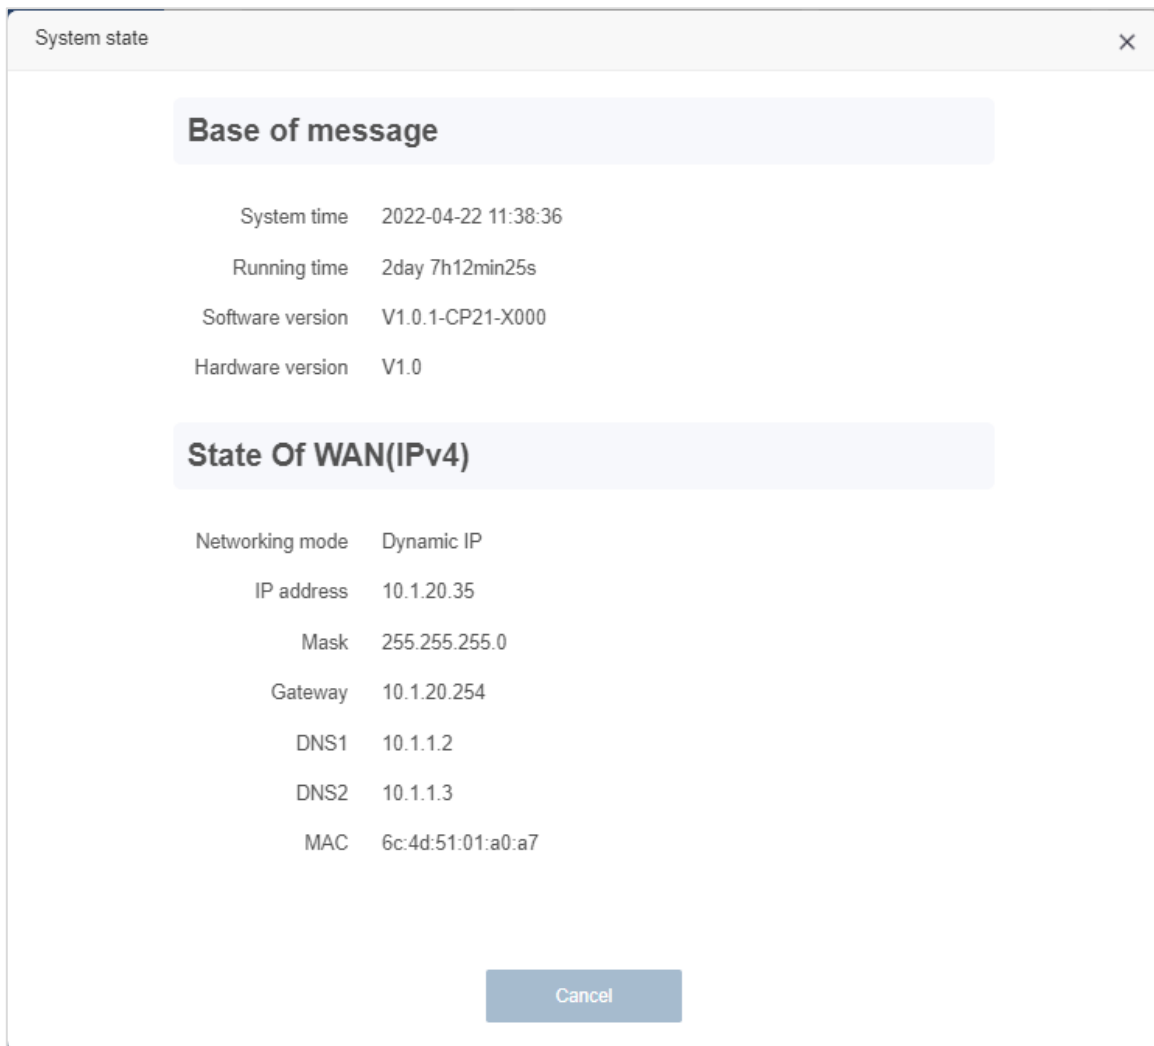 System state
Base of message
System time 2022-04-22 11:38:36
Running time 2day 7h12min25s
Software version V1.0.1-CP21-X000
Hardware version V1.0
State Of WAN(IPv4)
Networking mode Dynamic IP
IP address 10.1.20.35
Mask 255.255.255.0
Gateway 10.1.20.254
DNS1 10.1.1.2
DNS2 10.1.1.3
MAC 6c:4d:51:01:a0:a7
Cancel